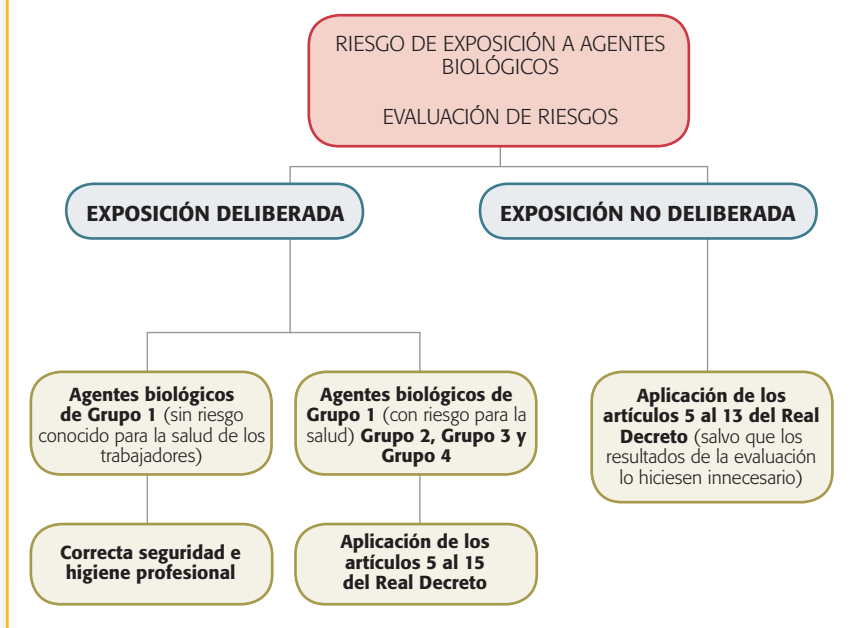 RIESGO DE EXPOSICIÓN A AGENTES
BIOLÓGICOS
EVALUACIÓN DE RIESGOS
EXPOSICIÓN DELIBERADA
EXPOSICIÓN NO DELIBERADA
Agentes biológicos
de Grupo 1 (sin riesgo
conocido para la salud de los
trabajadores)
Agentes biológicos de
Grupo 1 (con riesgo para la
salud) Grupo 2, Grupo 3 y
Grupo 4
Aplicación de los
artículos 5 al 13 del Real
Decreto (salvo que los
resultados de la evaluación
lo hiciesen innecesario)
Correcta seguridad e
higiene profesional
Aplicación de los
artículos 5 al 15
del Real Decreto